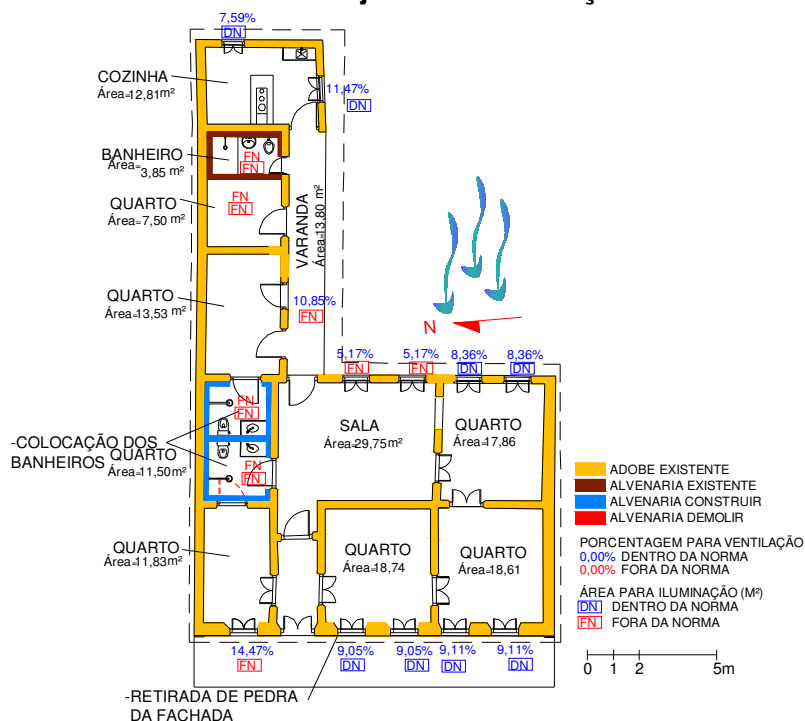 7,59%
DN
COZINHA
Área=12,81m²
11,47%
DN
BANHEIRO
Área=3,85 m²
FN
FN
QUARTO
Área=7,50 m²
FN
FN
VARANDA
Área=13,80 m²
QUARTO
Área=13,53 m²
10,85%
FN
N
5,17%
FN
5,17%
FN
8,36%
DN
8,36%
DN
FN
FN
-COLOCAÇÃO DOS
BANHEIROS
QUARTO
Área=11,50m²
FN
FN
SALA
Área=29,75m²
QUARTO
Área=17,86
QUARTO
Área=11,83m²
QUARTO
Área=18,74
QUARTO
Área=18,61
14,47%
FN
9,05%
DN
9,05%
DN
9,11%
DN
9,11%
DN
-RETIRADA DE PEDRA
DA FACHADA
ADOBE EXISTENTE
ALVENARIA EXISTENTE
ALVENARIA CONSTRUIR
ALVENARIA DEMOLIR
PORCENTAGEM PARA VENTILAÇÃO
0,00% DENTRO DA NORMA
0,00% FORA DA NORMA
ÁREA PARA ILUMINAÇÃO (M²)
DN DENTRO DA NORMA
FN FORA DA NORMA
0 1 2 5m